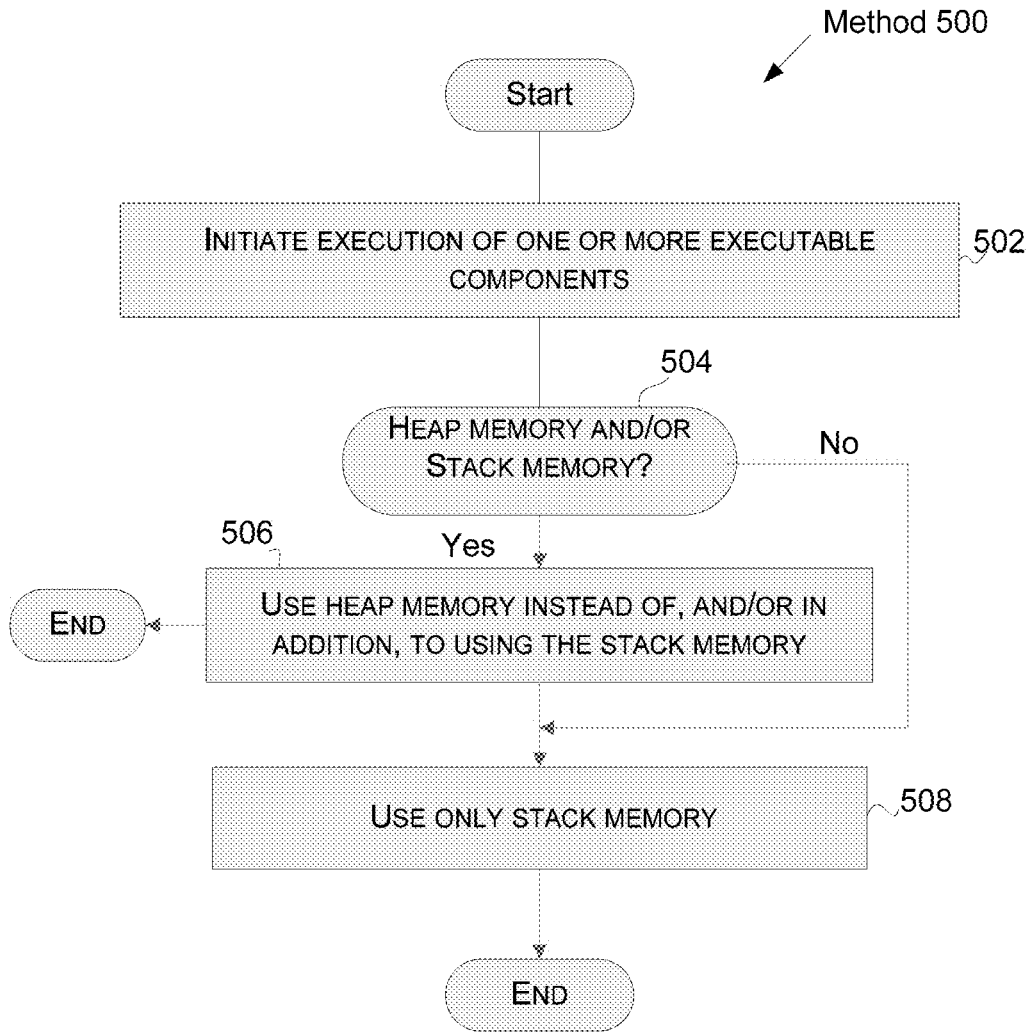 Method 500
Start
INITIATE EXECUTION OF ONE OR MORE EXECUTABLE
COMPONENTS
502
504
HEAP MEMORY AND/OR
STACK MEMORY?
No
Yes
506
USE HEAP MEMORY INSTEAD OF, AND/OR IN
ADDITION, TO USING THE STACK MEMORY
END
USE ONLY STACK MEMORY
508
END